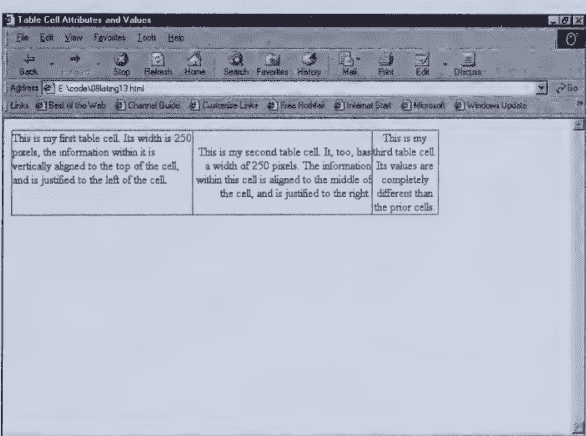 Table Cell Attributes and Values
File Edit View Favorites Tools Help
Back Stop Refresh Home Search Favorites History Mail Print Edit Discuss
Address E:\code\08listing13.html Go
Links Best of the Web Channel Guide Customize Links Free HotMail Internet Start Microsoft Windows Update
This is my first table cell. Its width is 250
pixels, the information within it is
vertically aligned to the top of the cell,
and is justified to the left of the cell.
This is my second table cell. It, too, has
a width of 250 pixels. The information
within this cell is aligned to the middle of
the cell, and is justified to the right.
This is my
third table cell.
Its values are
completely
different than
the prior cells.